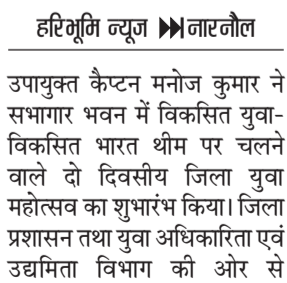 हरिभूमि न्यूज ▶▶| नारनौल
उपायुक्त कैप्टन मनोज कुमार ने
सभागार भवन में विकसित युवा-
विकसित भारत थीम पर चलने
वाले दो दिवसीय जिला युवा
महोत्सव का शुभारंभ किया। जिला
प्रशासन तथा युवा अधिकारिता एवं
उद्यमिता विभाग की ओर से